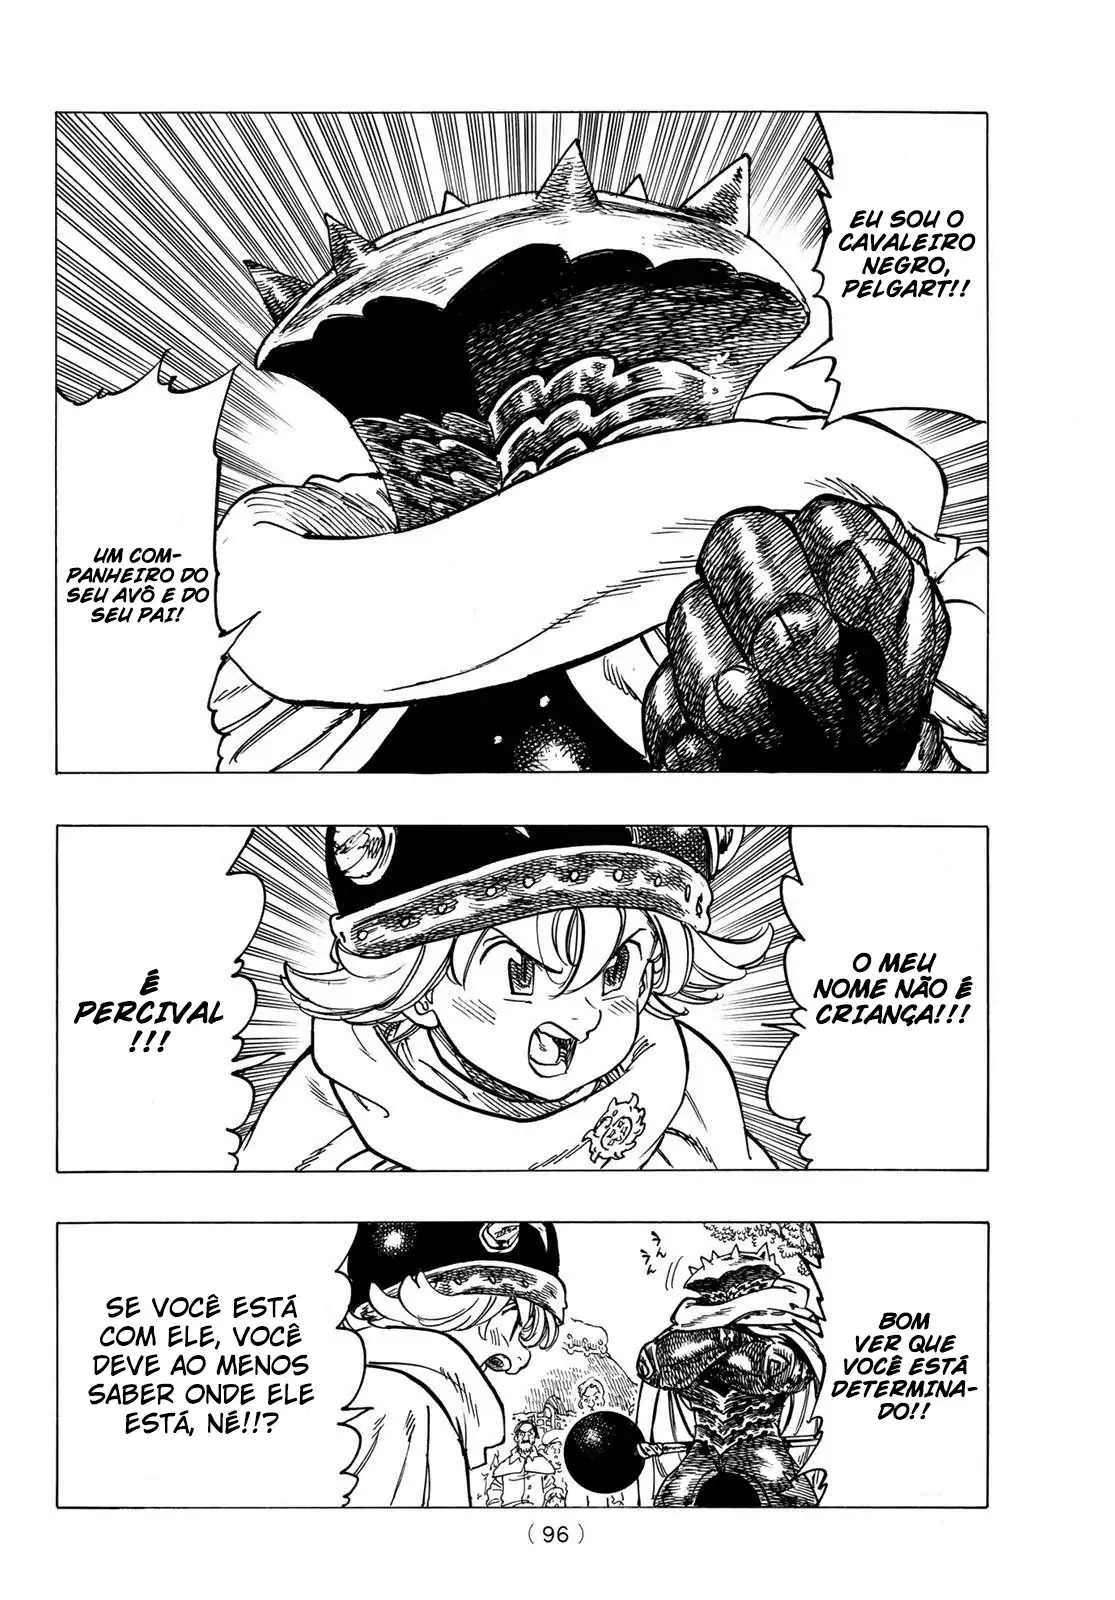 EU SOU O
CAVALEIRO
NEGRO,
PELGART!!
UM COM-
PANHEIRO DO
SEU AVÔ E DO
SEU PAI!
O MEU
NOME NÃO É
CRIANÇA!!!
É
PERCIVAL
!!!
BOM
VER QUE
VOCÊ ESTÁ
DETERMINA-
DO!!
SE VOCÊ ESTÁ
COM ELE, VOCÊ
DEVE AO MENOS
SABER ONDE ELE
ESTÁ, NÉ!!?
(96)